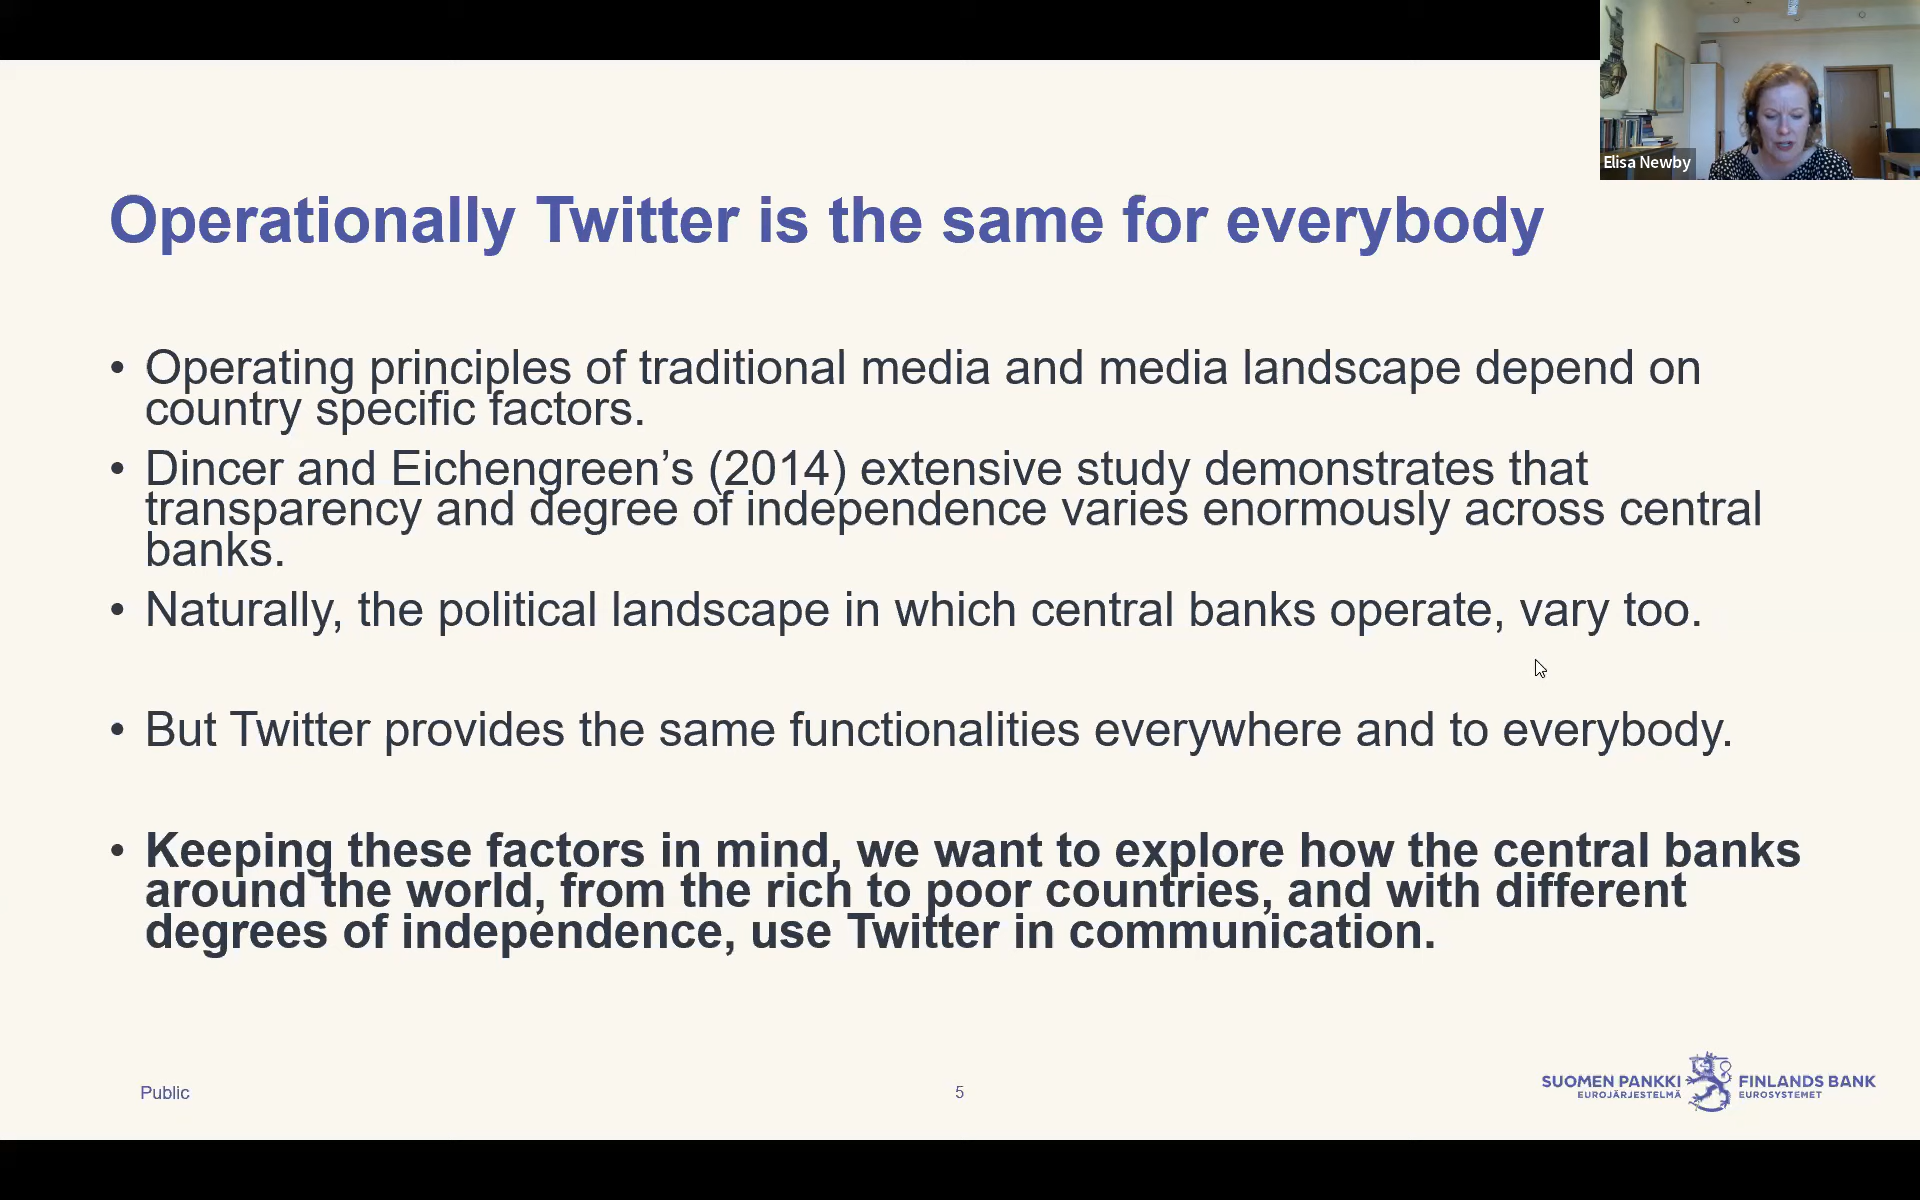 Elisa Newby
Operationally Twitter is the same for everybody
• Operating principles of traditional media and media landscape depend on
country specific factors.
• Dincer and Eichengreen’s (2014) extensive study demonstrates that
transparency and degree of independence varies enormously across central
banks.
• Naturally, the political landscape in which central banks operate, vary too.
• But Twitter provides the same functionalities everywhere and to everybody.
• Keeping these factors in mind, we want to explore how the central banks
around the world, from the rich to poor countries, and with different
degrees of independence, use Twitter in communication.
Public
5
SUOMEN PANKKI
EUROJÄRJESTELMÄ
FINLANDS BANK
EUROSYSTEMET